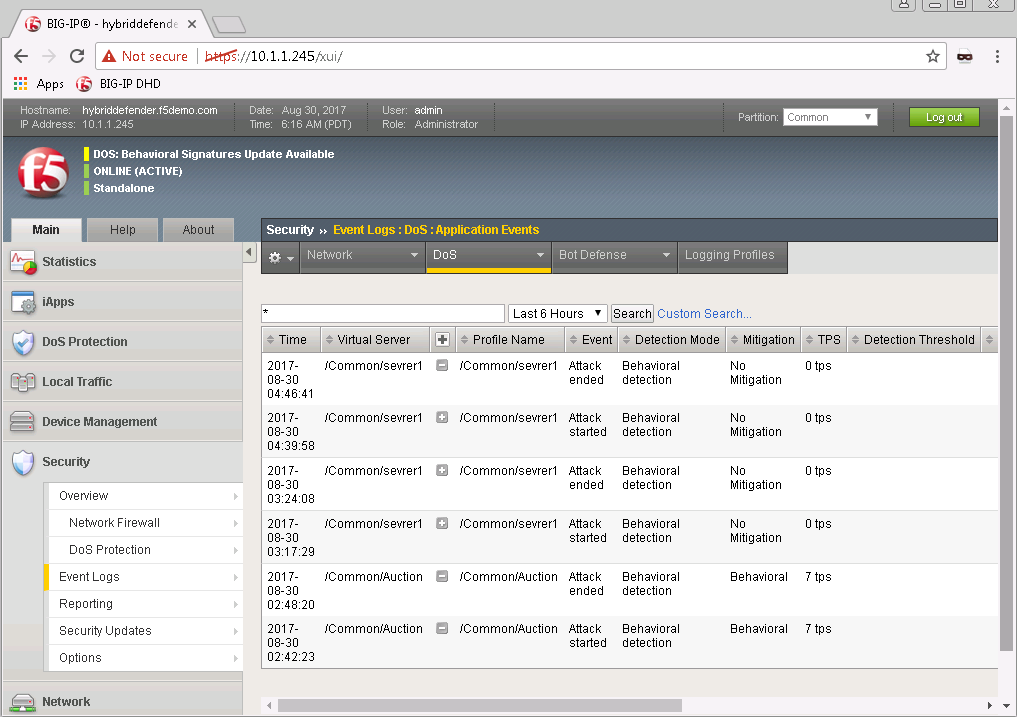 BIG-IP® - hybriddefende
Not secure https://10.1.1.245/xui/
Apps BIG-IP DHD
Hostname: hybriddefender.f5demo.com Date: Aug 30, 2017 User: admin
IP Address: 10.1.1.245 Time: 6:16 AM (PDT) Role: Administrator
Partition: Common Log out
f5
DOS: Behavioral Signatures Update Available
ONLINE (ACTIVE)
Standalone
Main Help About
Statistics
iApps
DoS Protection
Local Traffic
Device Management
Security
Overview
Network Firewall
DoS Protection
Event Logs
Reporting
Security Updates
Options
Network
Security ›› Event Logs : DoS : Application Events
Network DoS Bot Defense Logging Profiles
* Last 6 Hours Search Custom Search...
Time Virtual Server Profile Name Event Detection Mode Mitigation TPS Detection Threshold
2017- /Common/sevrer1 /Common/sevrer1 Attack Behavioral No 0 tps
08-30 ended detection Mitigation
04:46:41
2017- /Common/sevrer1 /Common/sevrer1 Attack Behavioral No 0 tps
08-30 started detection Mitigation
04:39:58
2017- /Common/sevrer1 /Common/sevrer1 Attack Behavioral No 0 tps
08-30 ended detection Mitigation
03:24:08
2017- /Common/sevrer1 /Common/sevrer1 Attack Behavioral No 0 tps
08-30 started detection Mitigation
03:17:29
2017- /Common/Auction /Common/Auction Attack Behavioral Behavioral 7 tps
08-30 ended detection
02:48:20
2017- /Common/Auction /Common/Auction Attack Behavioral Behavioral 7 tps
08-30 started detection
02:42:23